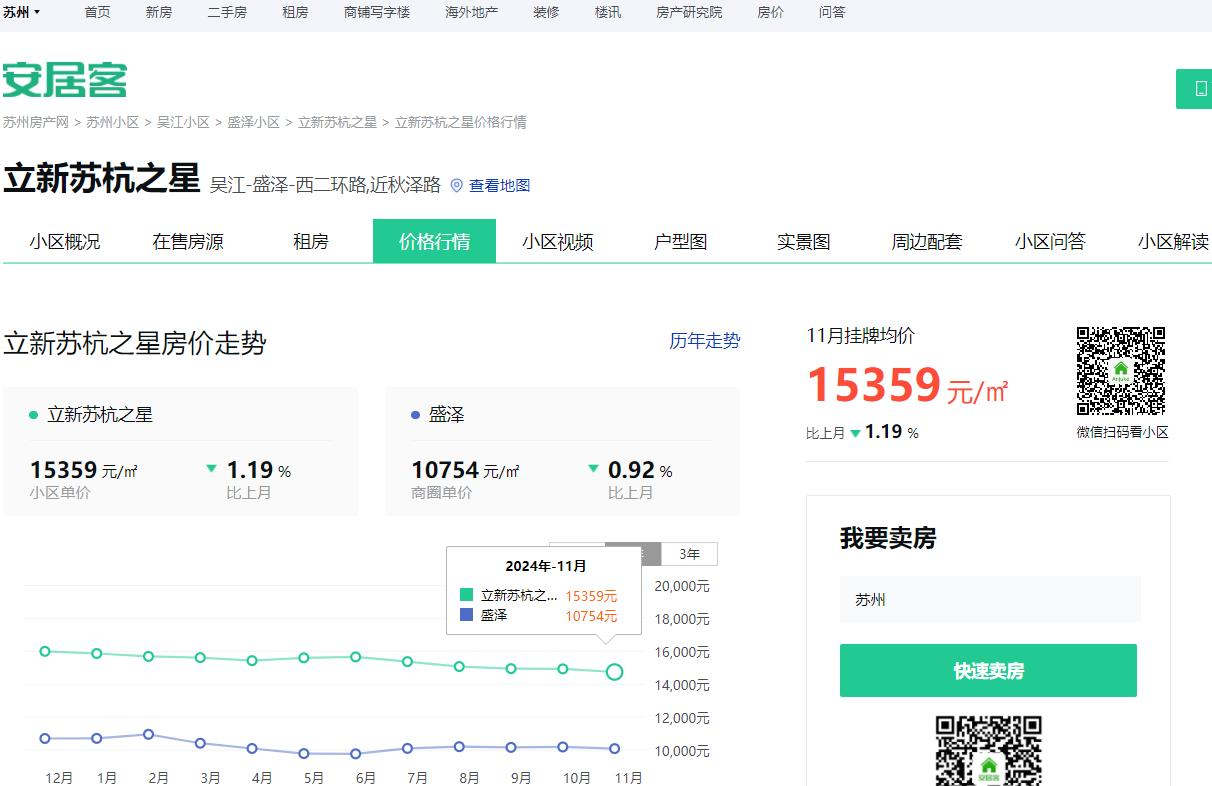 苏州 首页 新房 二手房 租房 商铺写字楼 海外地产 装修 楼讯 房产研究院 房价 问答
安居客
苏州房产网 > 苏州小区 > 吴江小区 > 盛泽小区 > 立新苏杭之星 > 立新苏杭之星价格行情
立新苏杭之星 吴江-盛泽-西二环路,近秋泽路 查看地图
小区概况 在售房源 租房 价格行情 小区视频 户型图 实景图 周边配套 小区问答 小区解读
立新苏杭之星房价走势 历年走势
立新苏杭之星
15359 元/㎡ 1.19 %
小区单价 比上月
盛泽
10754 元/㎡ 0.92 %
商圈单价 比上月
3年
2024年-11月
立新苏杭之... 15359元
盛泽 10754元
20,000元
18,000元
16,000元
14,000元
12,000元
10,000元
12月 1月 2月 3月 4月 5月 6月 7月 8月 9月 10月 11月
11月挂牌均价
15359 元/㎡
比上月 1.19 %
Anjuke
微信扫码看小区
我要卖房
苏州
快速卖房
安居客